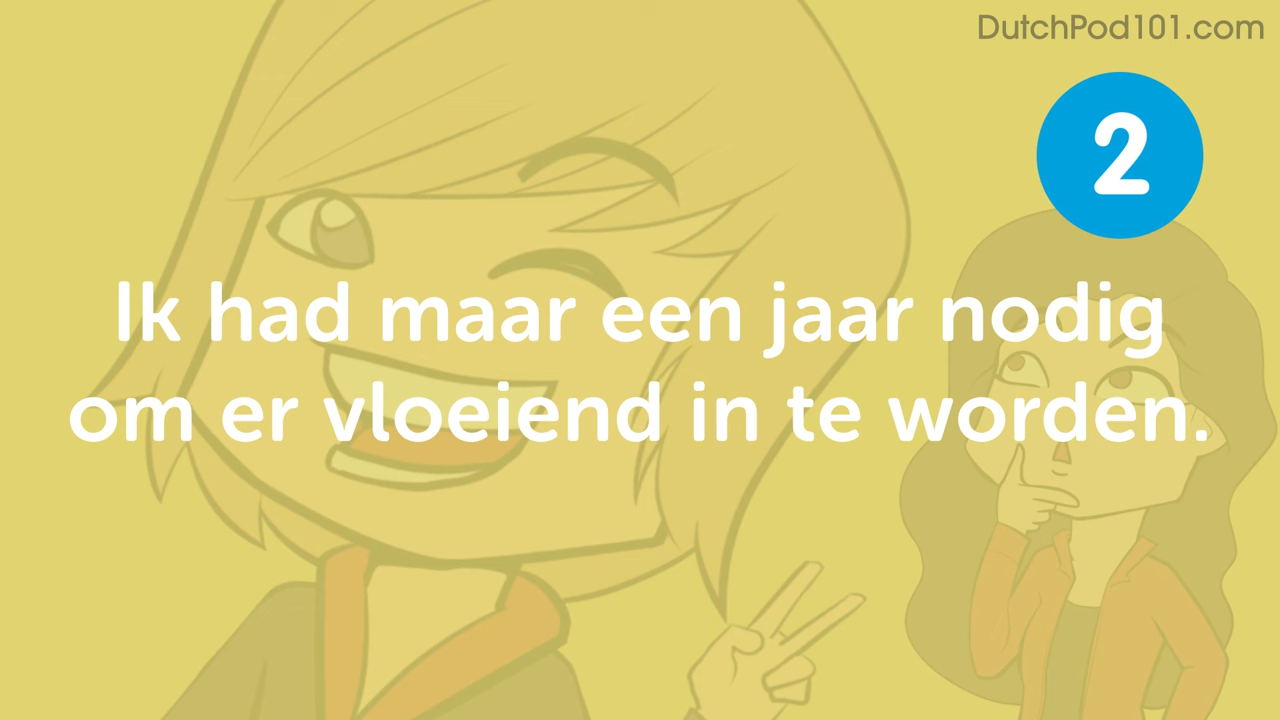 DutchPod101.com
2
Ik had maar een jaar nodig
om er vloeiend in te worden.